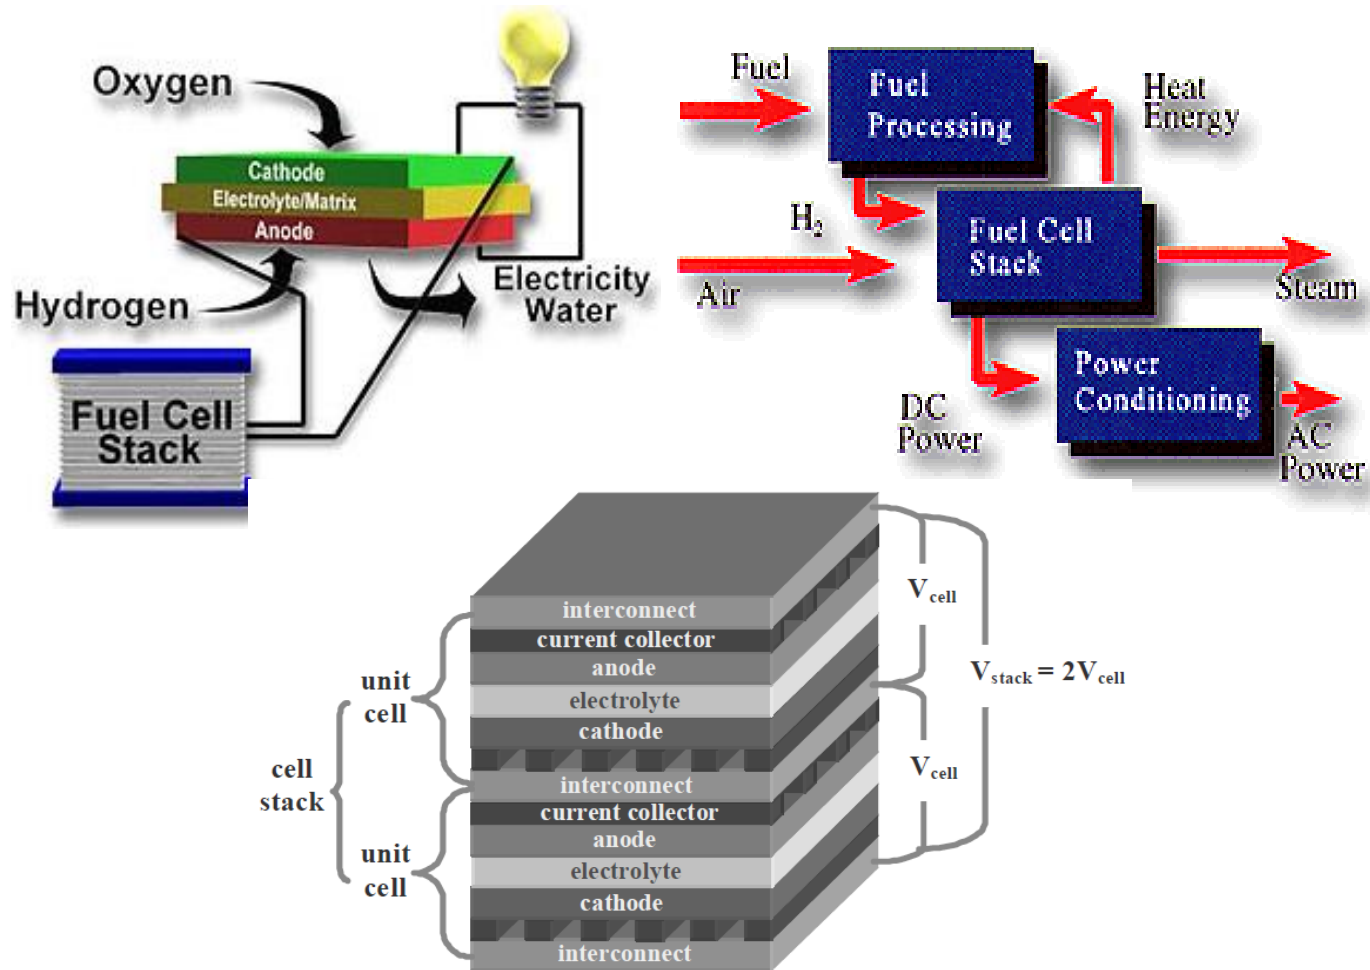 Oxygen
Cathode
Electrolyte/Matrix
Anode
Hydrogen
Electricity
Water
Fuel Cell
Stack
Fuel
Fuel
Processing
Heat
Energy
H₂
Air
Fuel Cell
Stack
Steam
DC
Power
Power
Conditioning
AC
Power
interconnect
current collector
anode
electrolyte
cathode
interconnect
current collector
anode
electrolyte
cathode
interconnect
unit
cell
cell
stack
unit
cell
Vcell
Vstack = 2Vcell
Vcell